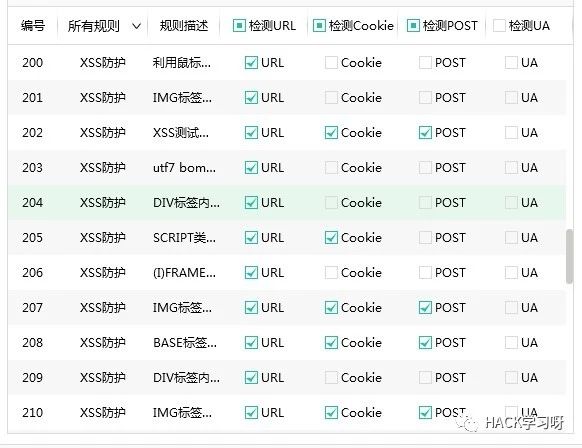 编号 所有规则 规则描述 检测URL 检测Cookie 检测POST 检测UA
200 XSS防护 利用鼠标... URL Cookie POST UA
201 XSS防护 IMG标签... URL Cookie POST UA
202 XSS防护 XSS测试... URL Cookie POST UA
203 XSS防护 utf7 bom... URL Cookie POST UA
204 XSS防护 DIV标签内... URL Cookie POST UA
205 XSS防护 SCRIPT类... URL Cookie POST UA
206 XSS防护 (I)FRAME... URL Cookie POST UA
207 XSS防护 IMG标签... URL Cookie POST UA
208 XSS防护 BASE标签... URL Cookie POST UA
209 XSS防护 DIV标签内... URL Cookie POST UA
210 XSS防护 IMG标签... URL Cookie POST UA
HACK学习呀